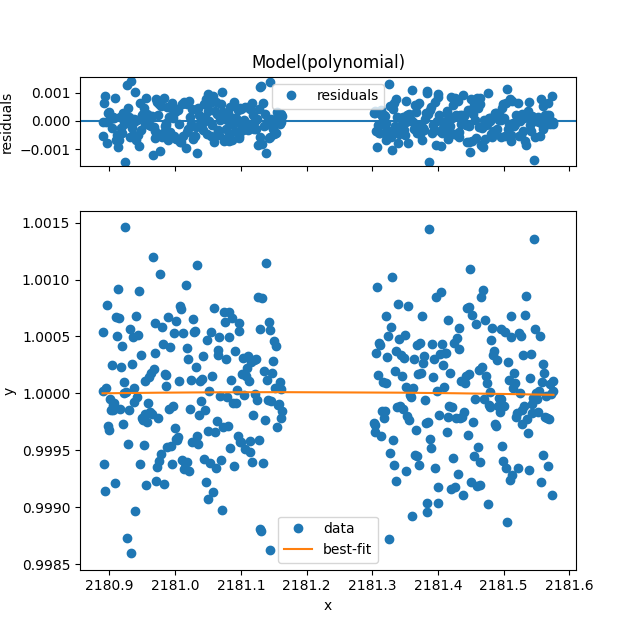 Model(polynomial)
0.001
0.000
−0.001
residuals
residuals
1.0015
1.0010
1.0005
1.0000
0.9995
0.9990
0.9985
y
data
best-fit
2180.9 2181.0 2181.1 2181.2 2181.3 2181.4 2181.5 2181.6
x